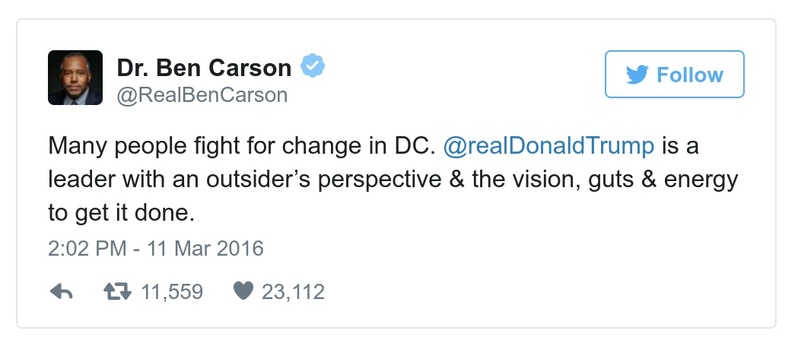 Dr. Ben Carson
@RealBenCarson
Follow
Many people fight for change in DC. @realDonaldTrump is a
leader with an outsider’s perspective & the vision, guts & energy
to get it done.
2:02 PM - 11 Mar 2016
11,559 23,112